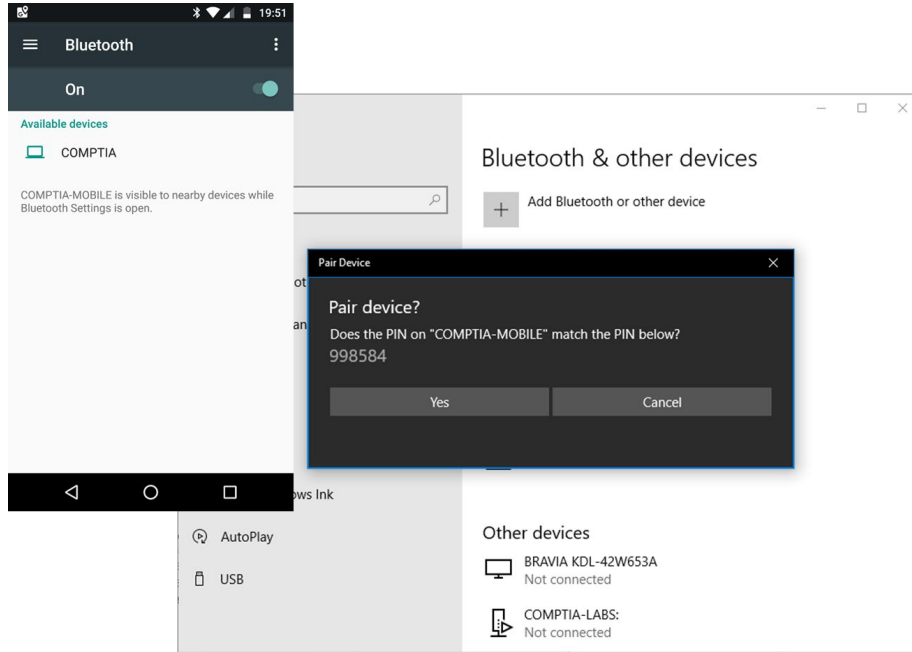 19:51
Bluetooth
On
Available devices
COMPTIA
COMPTIA-MOBILE is visible to nearby devices while
Bluetooth Settings is open.
Bluetooth & other devices
Add Bluetooth or other device
Pair Device
Pair device?
Does the PIN on "COMPTIA-MOBILE" match the PIN below?
998584
Yes
Cancel
Ink
AutoPlay
USB
Other devices
BRAVIA KDL-42W653A
Not connected
COMPTIA-LABS:
Not connected